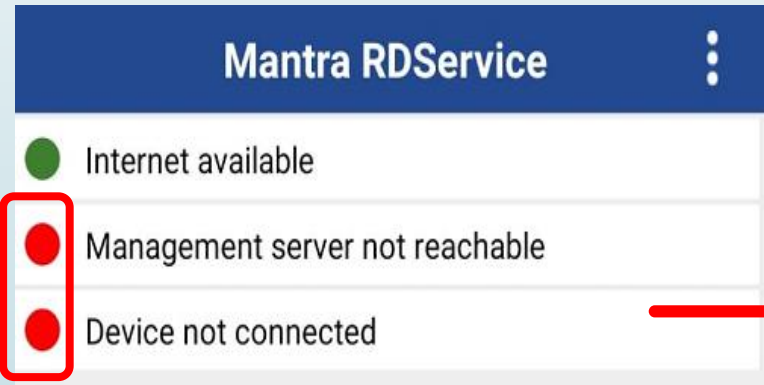 Mantra RDService
Internet available
Management server not reachable
Device not connected